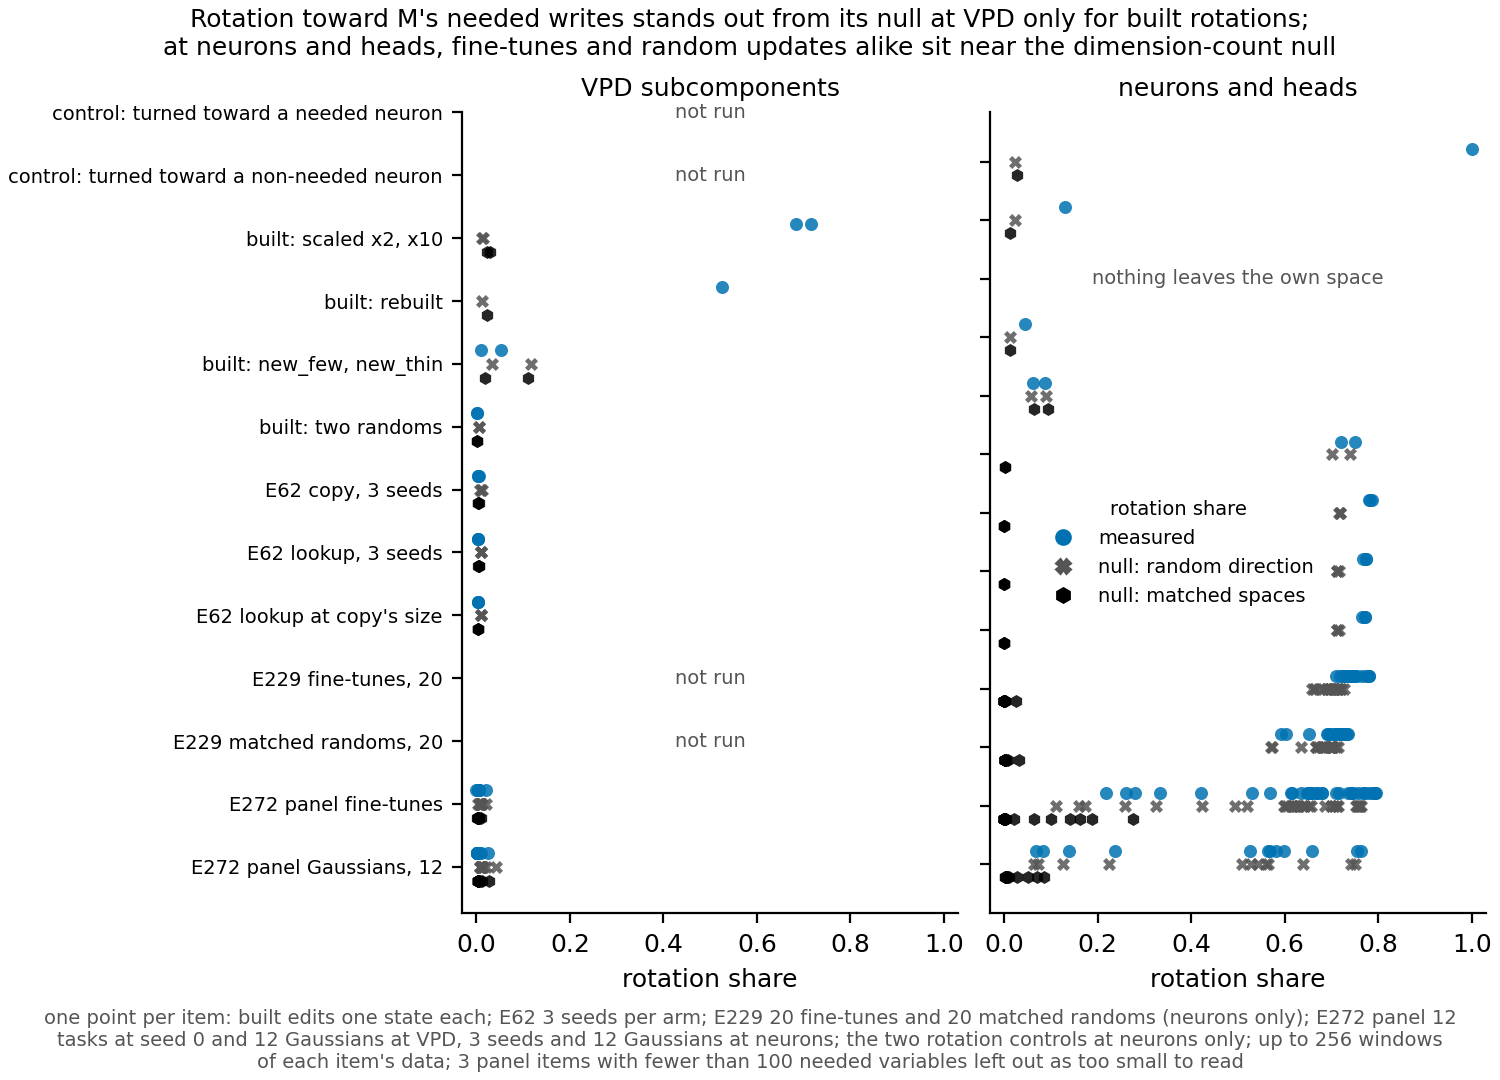 Rotation toward M's needed writes stands out from its null at VPD only for built rotations;
at neurons and heads, fine-tunes and random updates alike sit near the dimension-count null
VPD subcomponents
neurons and heads
control: turned toward a needed neuron
not run
control: turned toward a non-needed neuron
not run
built: scaled x2, x10
nothing leaves the own space
built: rebuilt
built: new_few, new_thin
built: two randoms
E62 copy, 3 seeds
E62 lookup, 3 seeds
E62 lookup at copy's size
E229 fine-tunes, 20
not run
E229 matched randoms, 20
not run
E272 panel fine-tunes
E272 panel Gaussians, 12
rotation share
measured
null: random direction
null: matched spaces
0.0 0.2 0.4 0.6 0.8 1.0
0.0 0.2 0.4 0.6 0.8 1.0
rotation share
rotation share
one point per item: built edits one state each; E62 3 seeds per arm; E229 20 fine-tunes and 20 matched randoms (neurons only); E272 panel 12
tasks at seed 0 and 12 Gaussians at VPD, 3 seeds and 12 Gaussians at neurons; the two rotation controls at neurons only; up to 256 windows
of each item's data; 3 panel items with fewer than 100 needed variables left out as too small to read